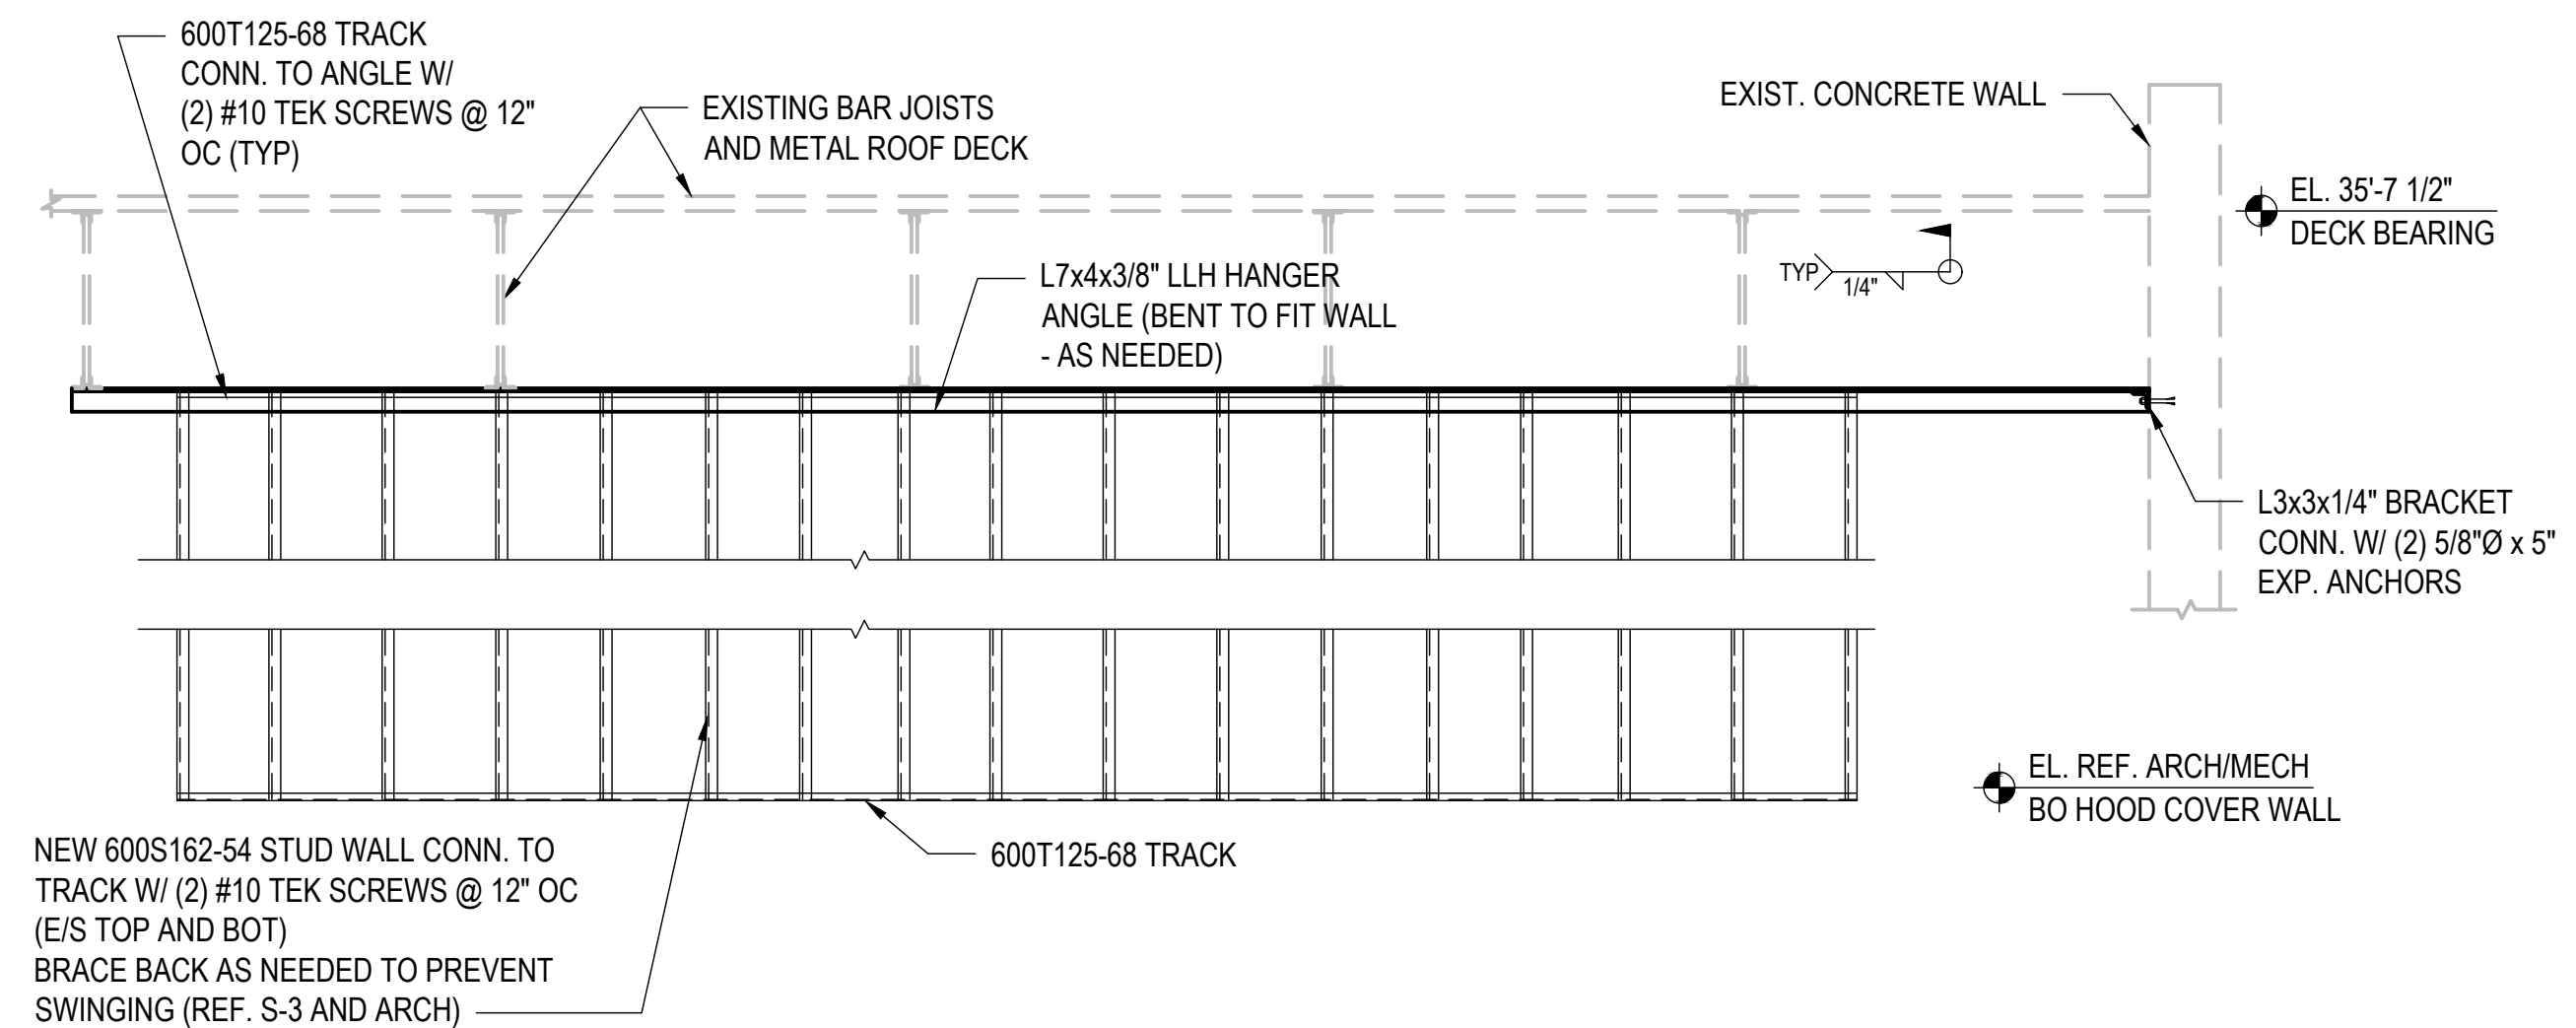 600T125-68 TRACK
CONN. TO ANGLE W/
(2) #10 TEK SCREWS @ 12"
OC (TYP)
EXISTING BAR JOISTS
AND METAL ROOF DECK
EXIST. CONCRETE WALL
EL. 35'-7 1/2"
DECK BEARING
L7x4x3/8" LLH HANGER
ANGLE (BENT TO FIT WALL
- AS NEEDED)
TYP
1/4"
L3x3x1/4" BRACKET
CONN. W/ (2) 5/8"Ø x 5"
EXP. ANCHORS
EL. REF. ARCH/MECH
BO HOOD COVER WALL
600T125-68 TRACK
NEW 600S162-54 STUD WALL CONN. TO
TRACK W/ (2) #10 TEK SCREWS @ 12" OC
(E/S TOP AND BOT)
BRACE BACK AS NEEDED TO PREVENT
SWINGING (REF. S-3 AND ARCH)